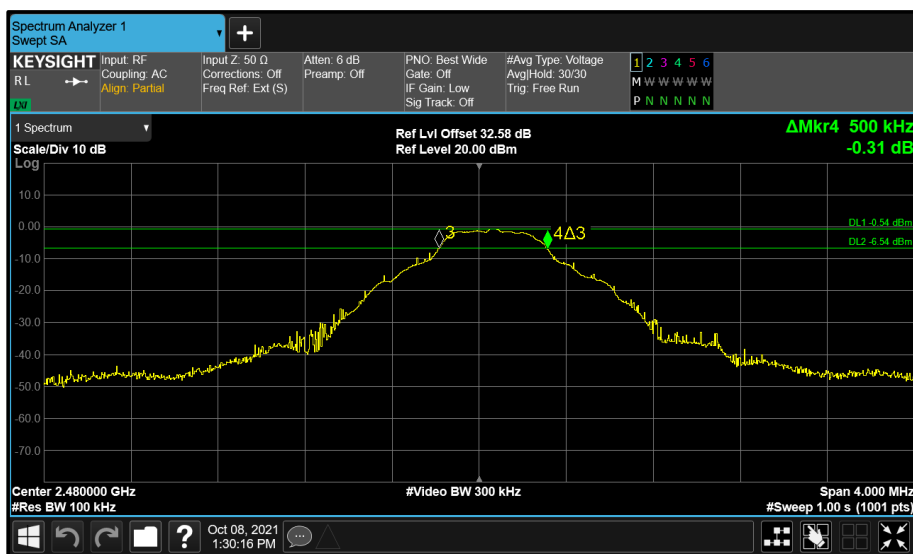 Spectrum Analyzer 1
Swept SA
+
KEYSIGHT
R L
LXI
Input: RF
Coupling: AC
Align: Partial
Input Z: 50 Ω
Corrections: Off
Freq Ref: Ext (S)
Atten: 6 dB
Preamp: Off
PNO: Best Wide
Gate: Off
IF Gain: Low
Sig Track: Off
#Avg Type: Voltage
Avg|Hold: 30/30
Trig: Free Run
1 2 3 4 5 6
M W W W W W
P N N N N N
1 Spectrum
Scale/Div 10 dB
Log
Ref Lvl Offset 32.58 dB
Ref Level 20.00 dBm
ΔMkr4 500 kHz
-0.31 dB
10.0
0.00
-10.0
-20.0
-30.0
-40.0
-50.0
-60.0
-70.0
DL1 -0.54 dBm
3
4Δ3
DL2 -6.54 dBm
Center 2.480000 GHz
#Res BW 100 kHz
#Video BW 300 kHz
Span 4.000 MHz
#Sweep 1.00 s (1001 pts)
?
Oct 08, 2021
1:30:16 PM